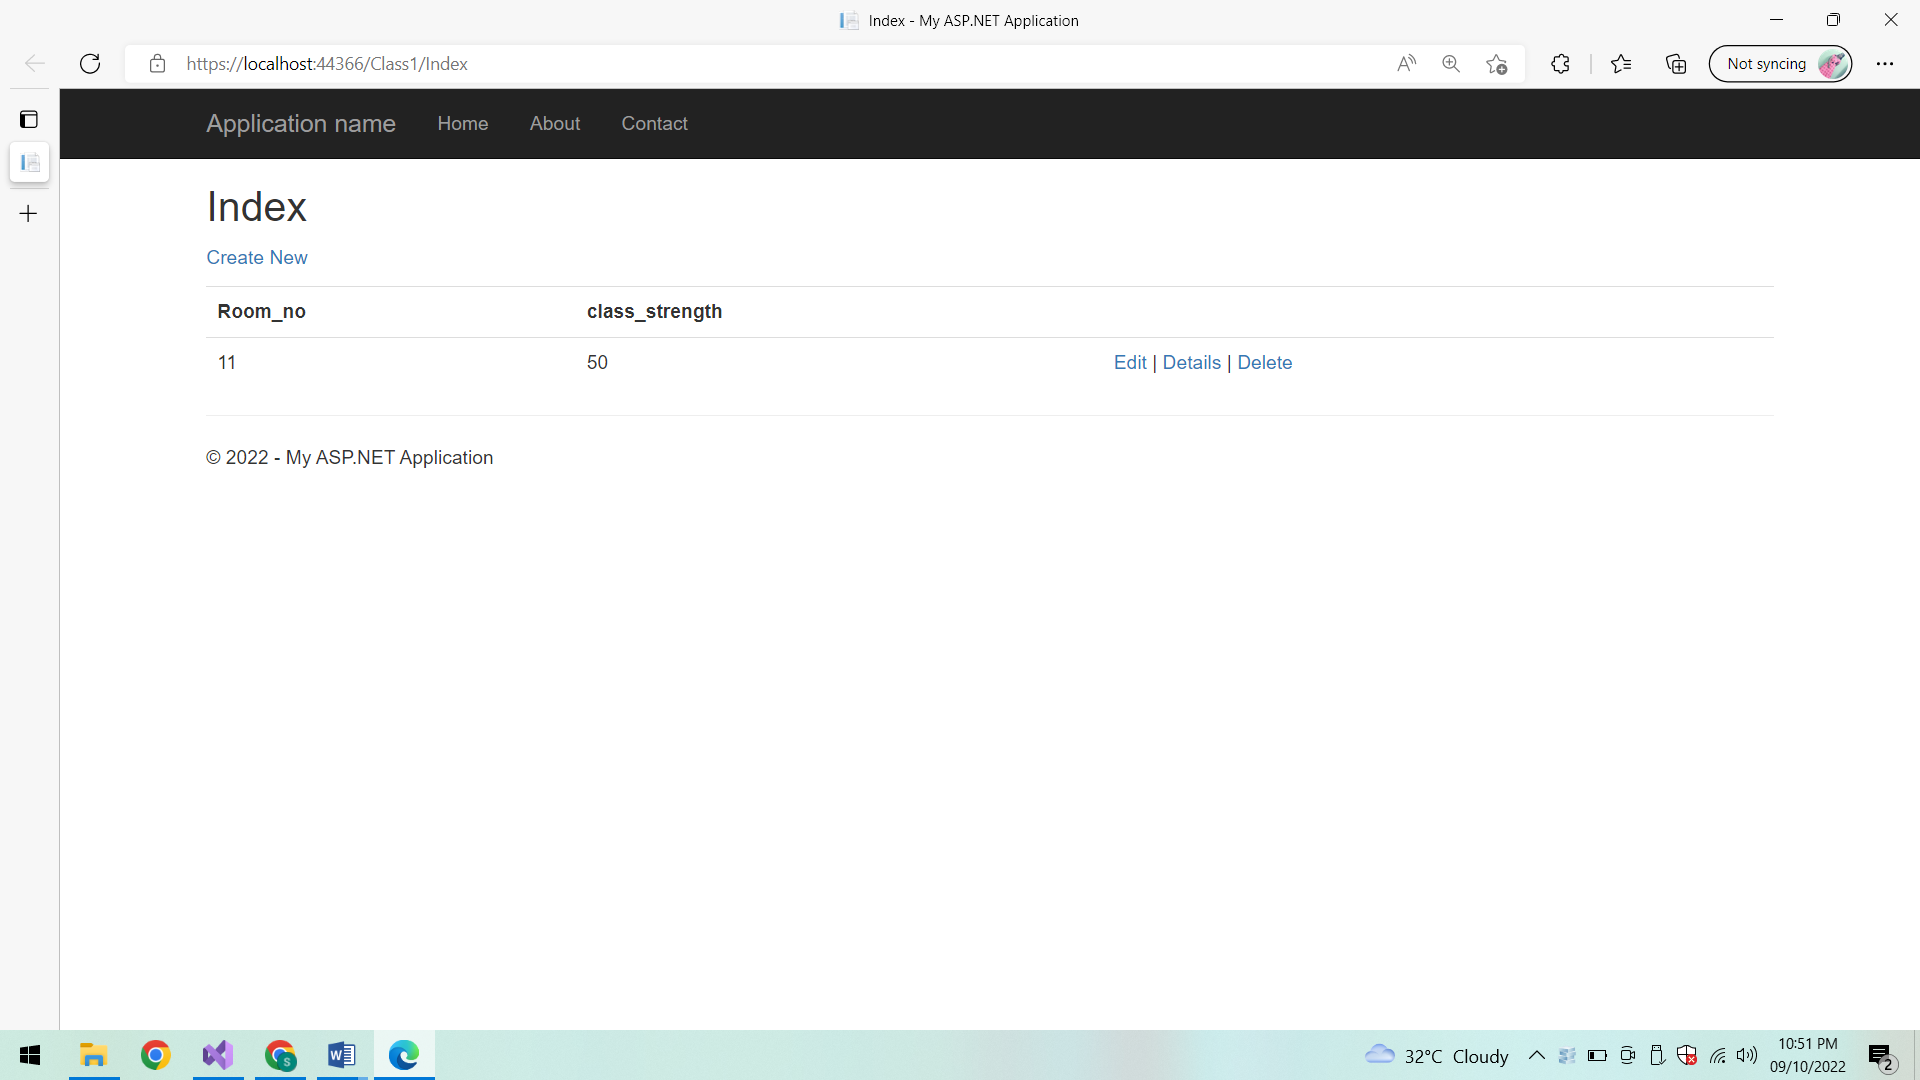 Index - My ASP.NET Application
https://localhost:44366/Class1/Index
Not syncing
Application name Home About Contact
Index
Create New
Room_no class_strength
11 50 Edit | Details | Delete
© 2022 - My ASP.NET Application
32°C Cloudy
10:51 PM
09/10/2022
2